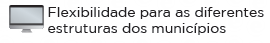 Flexibilidade para as diferentes
estruturas dos municípios